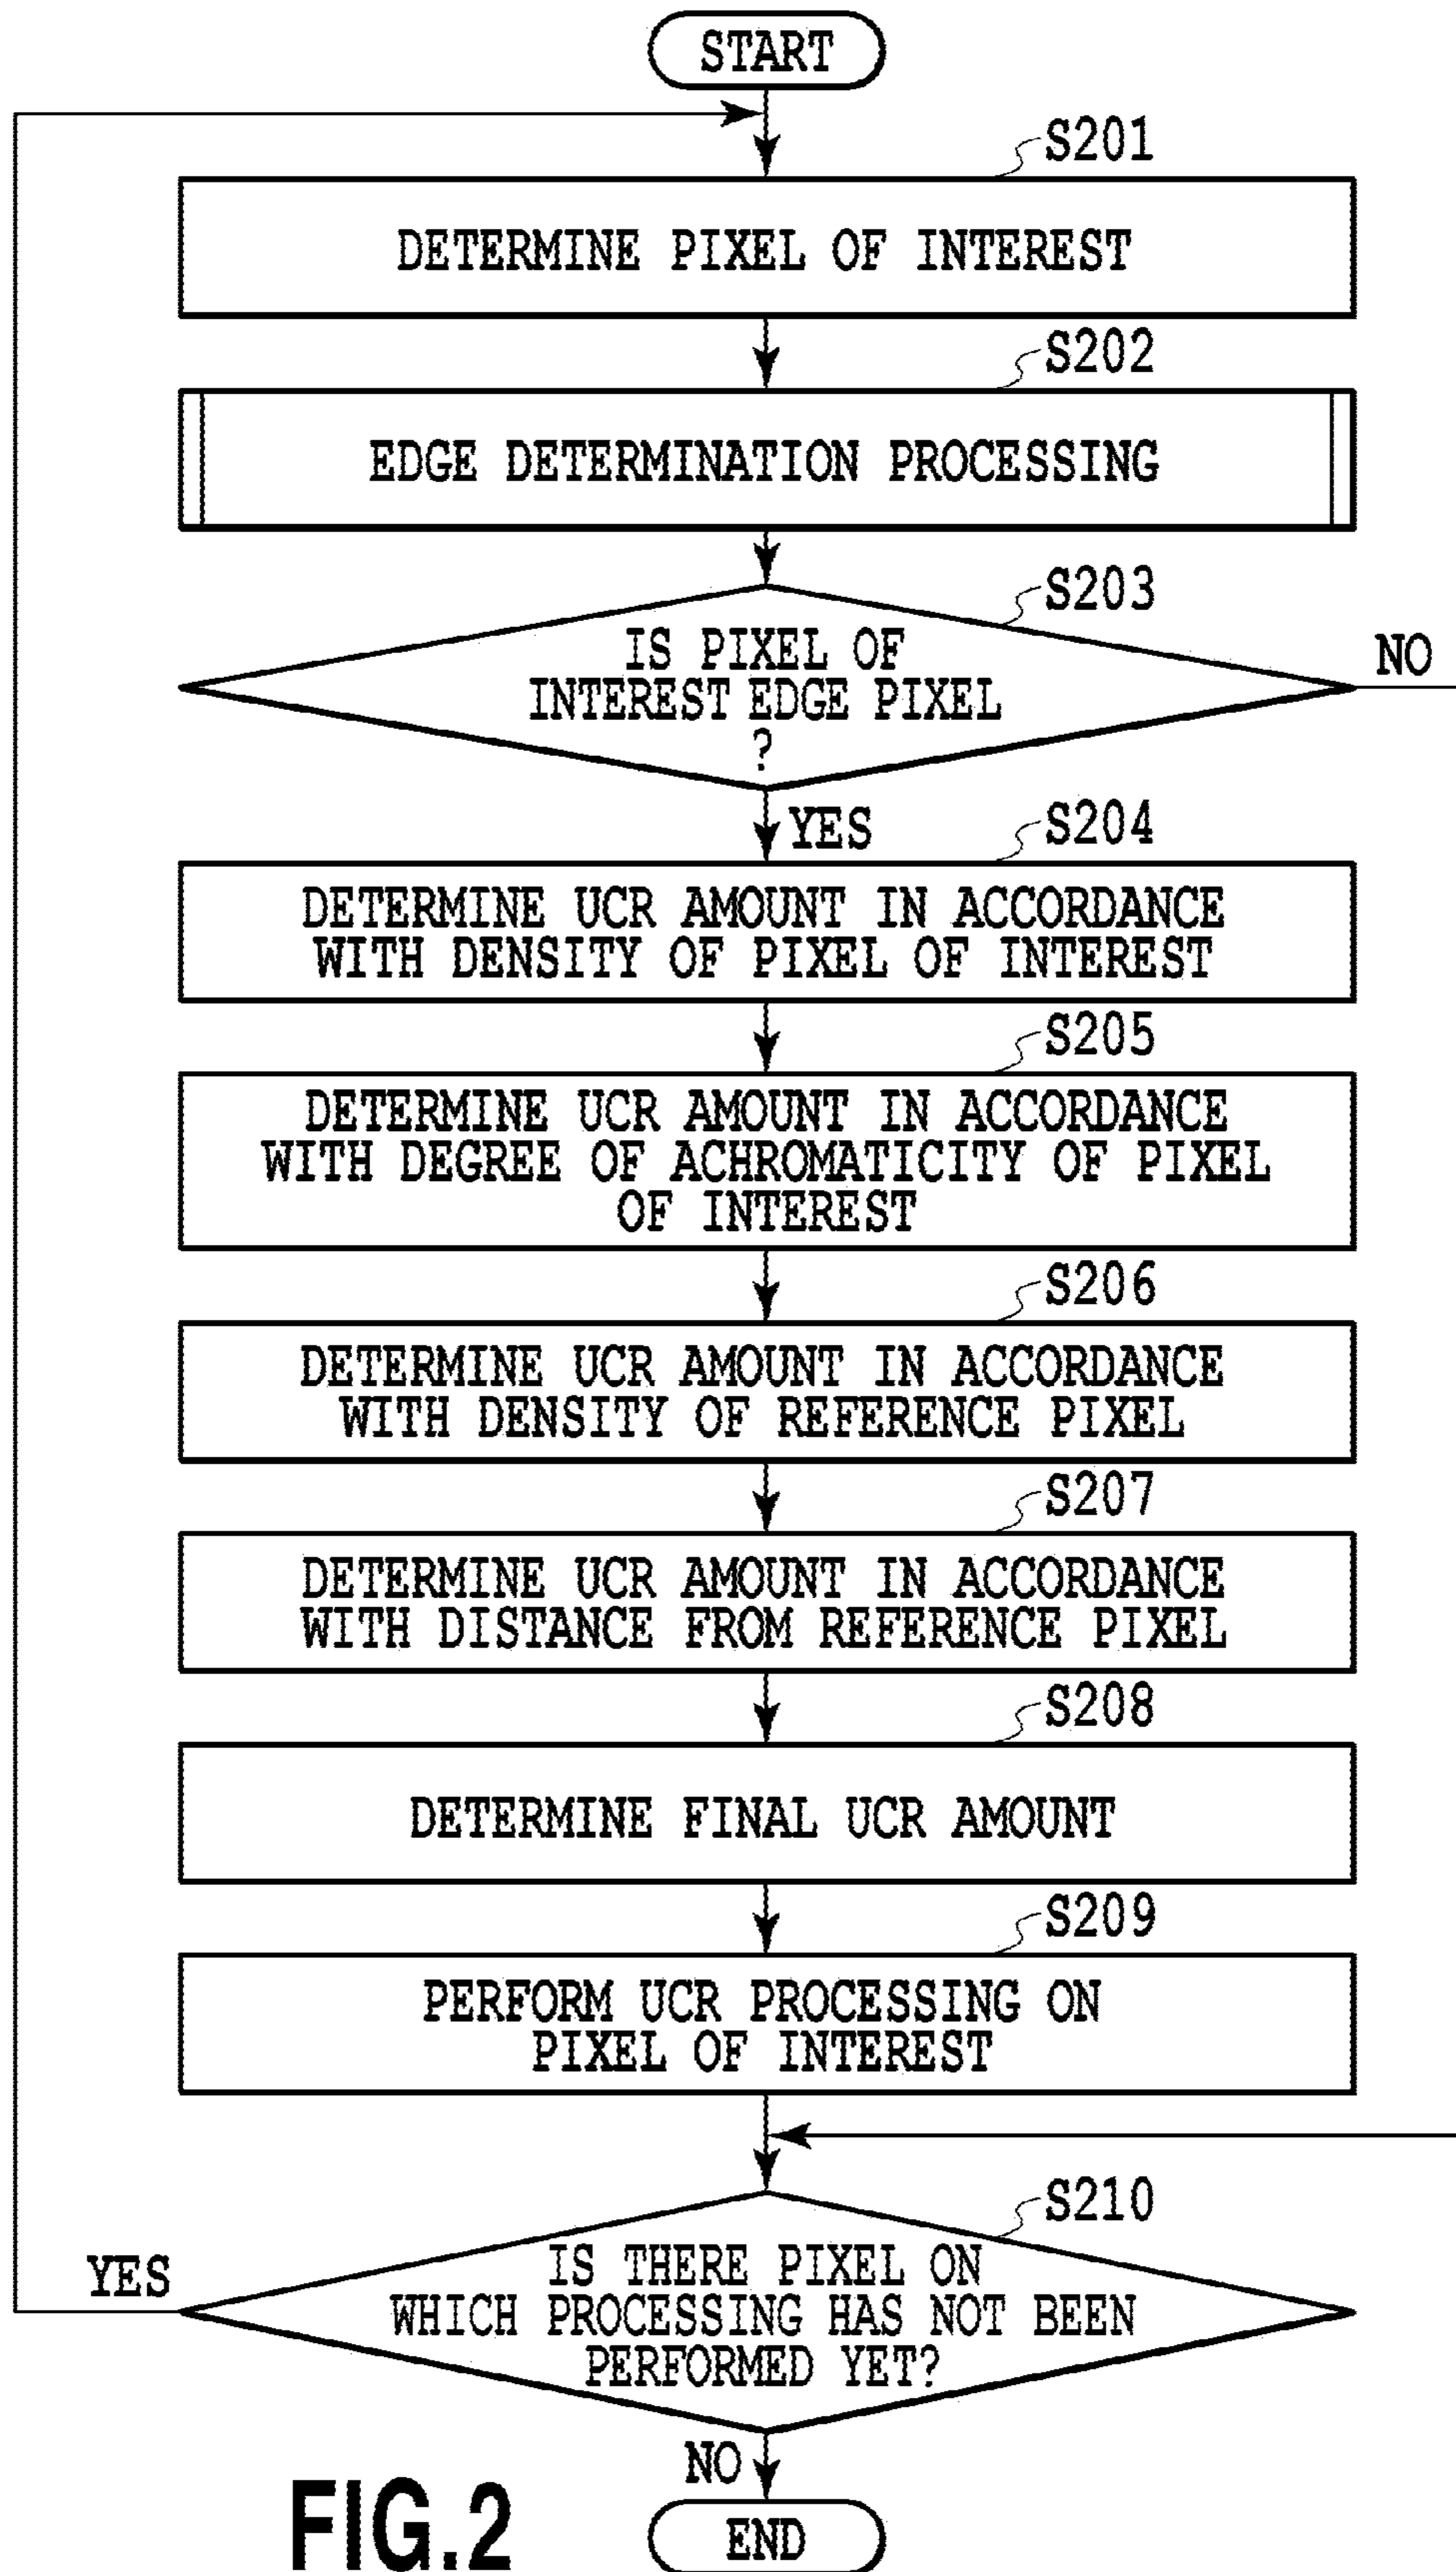 START
S201
DETERMINE PIXEL OF INTEREST
S202
EDGE DETERMINATION PROCESSING
S203
IS PIXEL OF
INTEREST EDGE PIXEL
?
NO
YES
S204
DETERMINE UCR AMOUNT IN ACCORDANCE
WITH DENSITY OF PIXEL OF INTEREST
S205
DETERMINE UCR AMOUNT IN ACCORDANCE
WITH DEGREE OF ACHROMATICITY OF PIXEL
OF INTEREST
S206
DETERMINE UCR AMOUNT IN ACCORDANCE
WITH DENSITY OF REFERENCE PIXEL
S207
DETERMINE UCR AMOUNT IN ACCORDANCE
WITH DISTANCE FROM REFERENCE PIXEL
S208
DETERMINE FINAL UCR AMOUNT
S209
PERFORM UCR PROCESSING ON
PIXEL OF INTEREST
S210
IS THERE PIXEL ON
WHICH PROCESSING HAS NOT BEEN
PERFORMED YET?
YES
NO
END
FIG.2